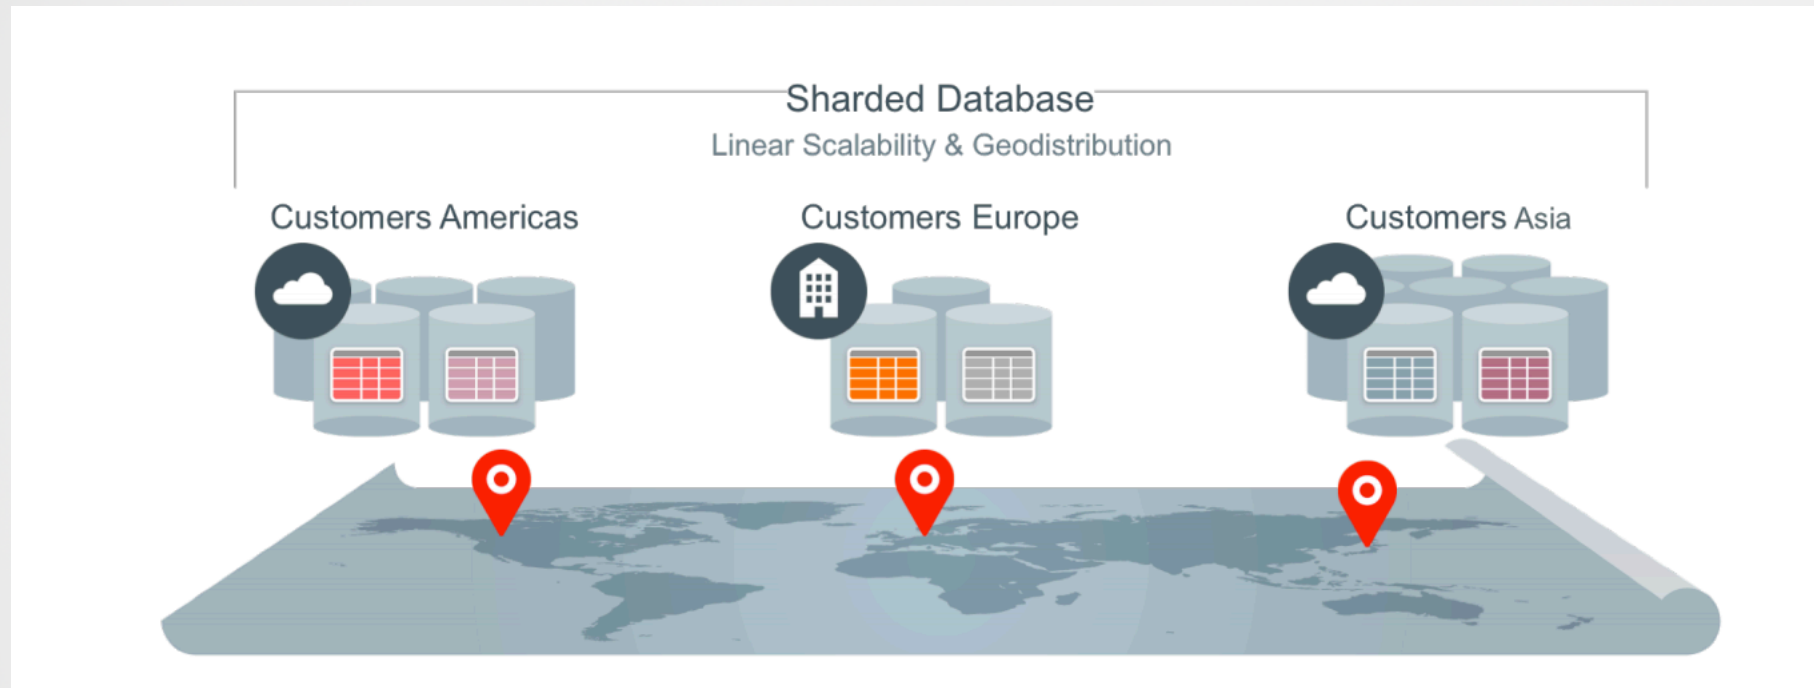 Sharded Database
Linear Scalability & Geodistribution
Customers Americas
Customers Europe
Customers Asia